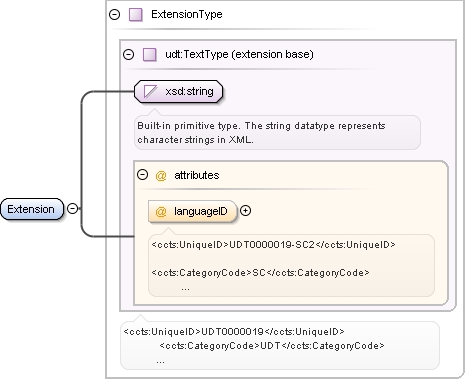 ExtensionType
udt:TextType (extension base)
xsd:string
Built-in primitive type. The string datatype represents
character strings in XML.
@ attributes
Extension
@ languageID
<ccts:UniqueID>UDT0000019-SC2</ccts:UniqueID>
<ccts:CategoryCode>SC</ccts:CategoryCode>
...
<ccts:UniqueID>UDT0000019</ccts:UniqueID>
<ccts:CategoryCode>UDT</ccts:CategoryCode>
...